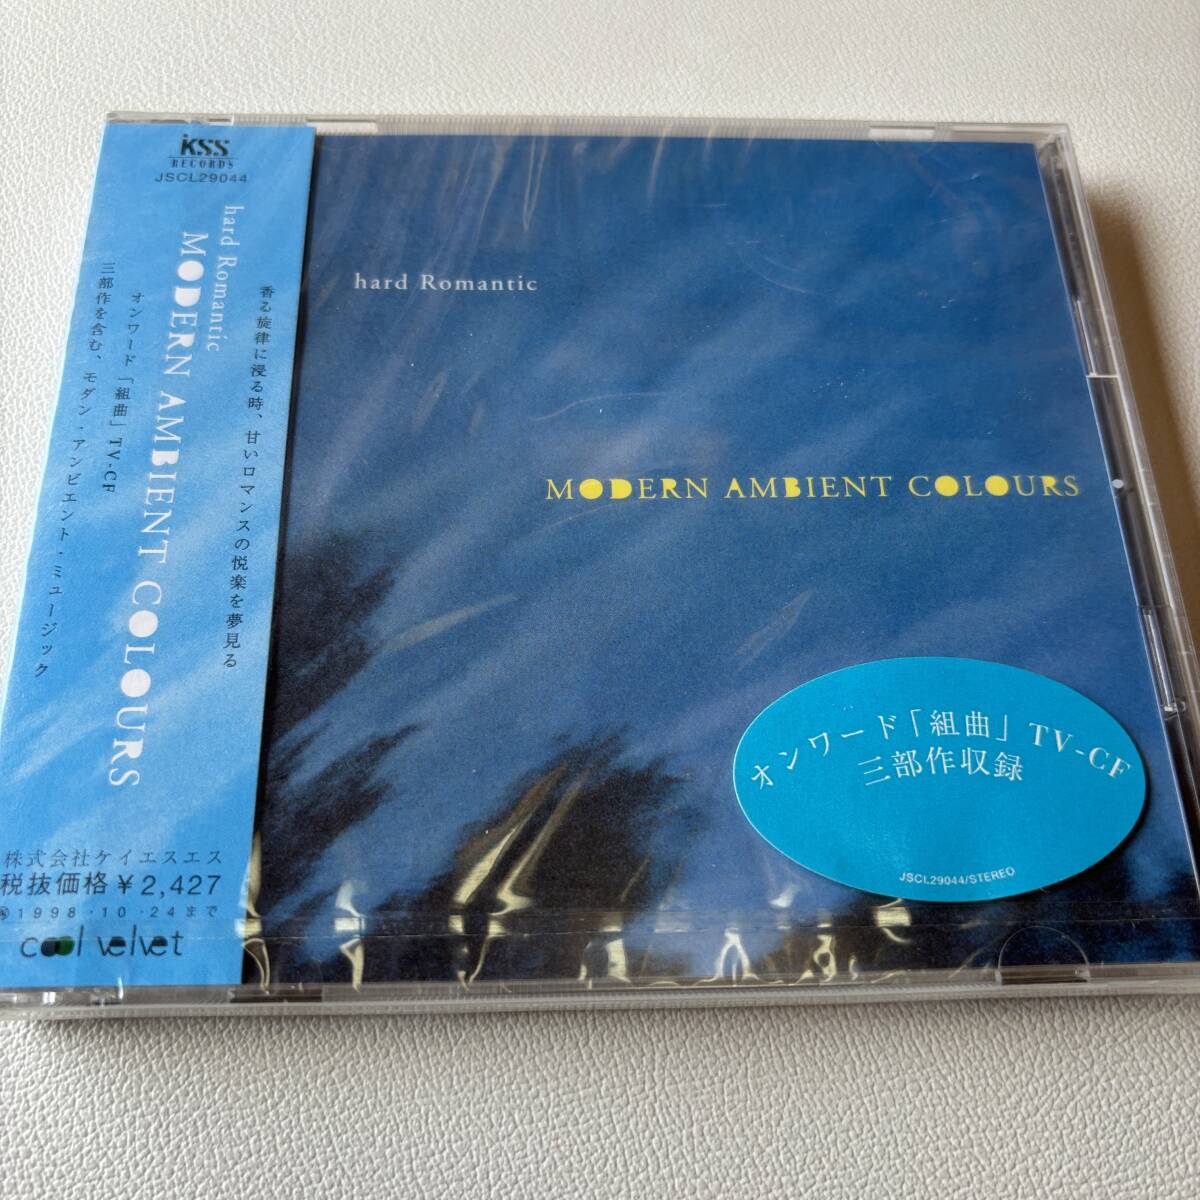 KSS
RECORDS
JSCL29044
hard Romantic
MODERN AMBIENT COLOURS
香る旋律に浸る時、甘いロマンスの悦楽を夢見る
オンワード「組曲」TV-CF
三部作を含む、モダン・アンビエント・ミュージック
株式会社ケイエスエス
税抜価格¥2,427
1998・10・24まで
cool velvet
hard Romantic
MODERN AMBIENT COLOURS
オンワード「組曲」TV-CF
三部作収録
JSCL29044/STEREO